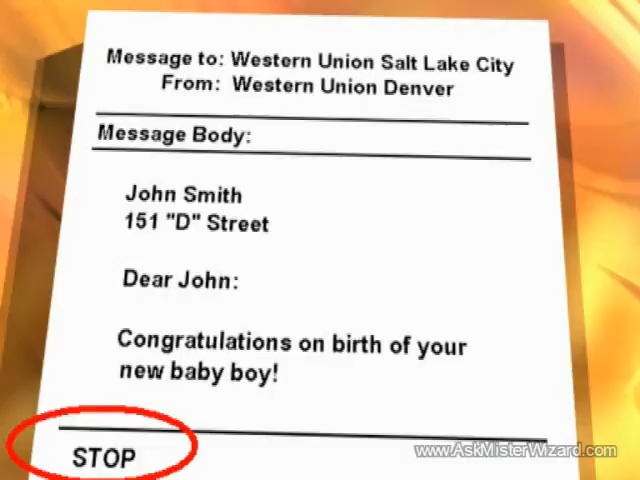 Message to: Western Union Salt Lake City
From: Western Union Denver
Message Body:
John Smith
151 "D" Street
Dear John:
Congratulations on birth of your
new baby boy!
STOP
www.AskMisterWizard.com